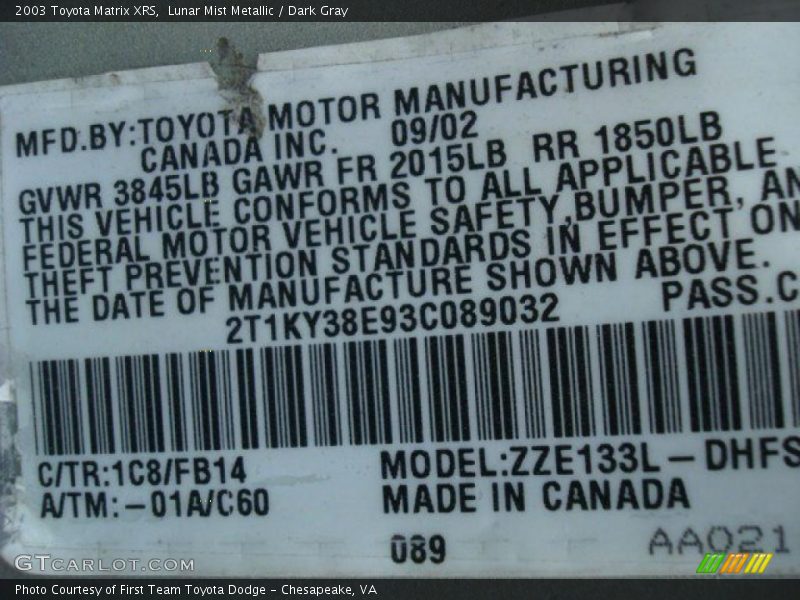 2003 Toyota Matrix XRS,  Lunar Mist Metallic / Dark Gray
MFD.BY:TOYOTA MOTOR MANUFACTURING
CANADA INC. 09/02
GVWR 3845LB GAWR FR 2015LB RR 1850LB
THIS VEHICLE CONFORMS TO ALL APPLICABLE
FEDERAL MOTOR VEHICLE SAFETY,BUMPER, AN
THEFT PREVENTION STANDARDS IN EFFECT ON
THE DATE OF MANUFACTURE SHOWN ABOVE.
2T1KY38E93C089032 PASS.C
C/TR:1C8/FB14 MODEL:ZZE133L-DHFS
A/TM:-01A/C60 MADE IN CANADA
089 AA021
GTCARLOT.COM
Photo Courtesy of First Team Toyota Dodge - Chesapeake, VA